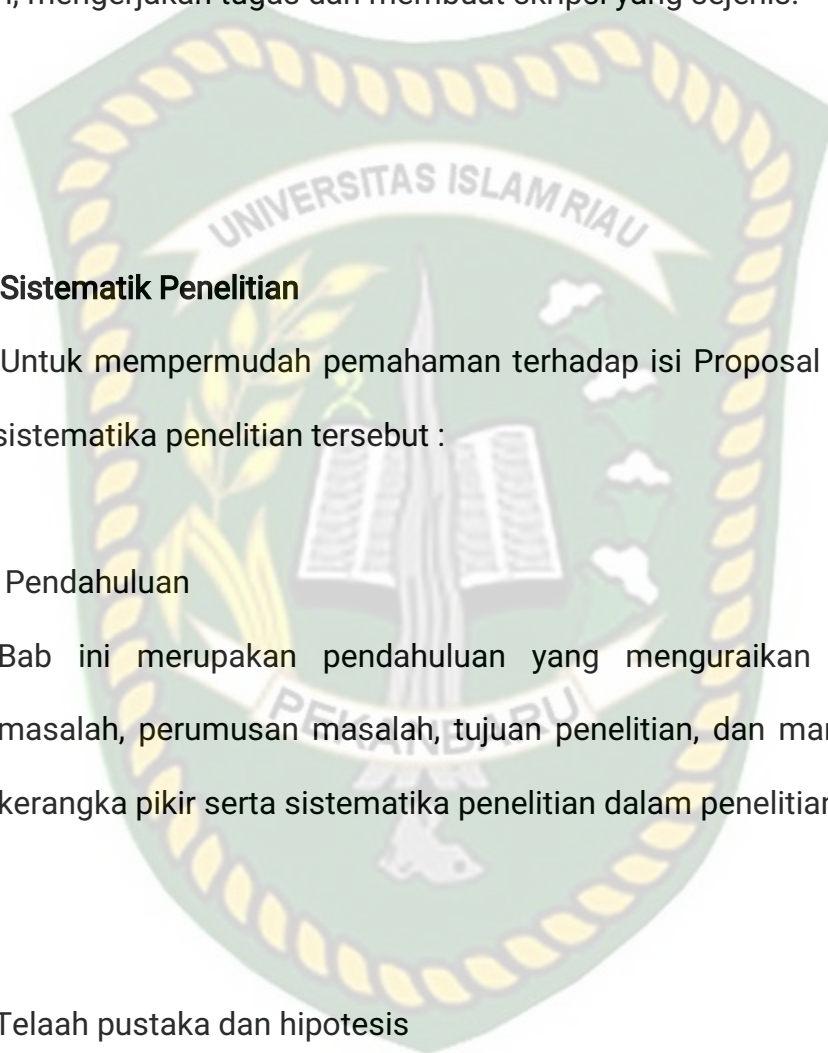 mengerjakan tugas dan membuat skripsi yang sejenis.
UNIVERSITAS ISLAM RIAU
Sistematik Penelitian
Untuk mempermudah pemahaman terhadap isi Proposal
sistematika penelitian tersebut :
Pendahuluan
Bab ini merupakan pendahuluan yang menguraikan
masalah, perumusan masalah, tujuan penelitian, dan
PEKANBARU
kerangka pikir serta sistematika penelitian dalam penelitian
Telaah pustaka dan hipotesis